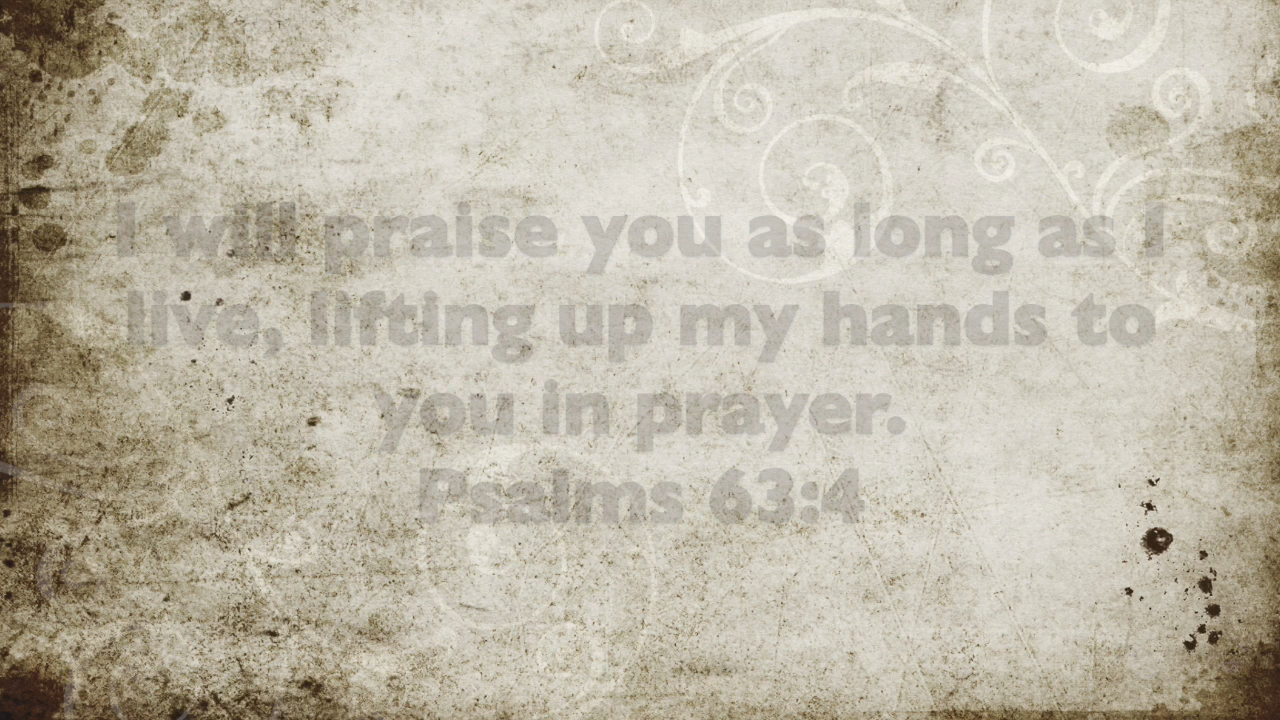 I will praise you as long as I
live, lifting up my hands to
you in prayer.
Psalms 63:4